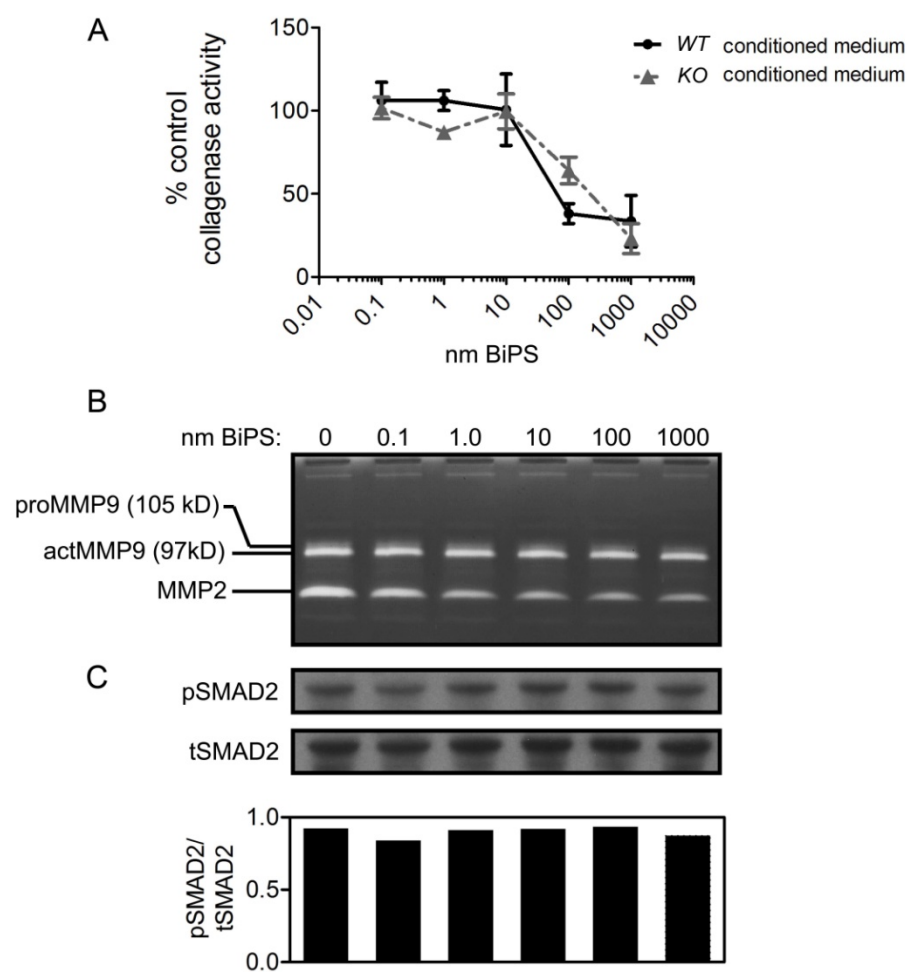 A
150
100
50
0
% control
collagenase activity
0.01
0.1
1
10
100
1000
10000
nm BiPS
WT conditioned medium
KO conditioned medium
B
nm BiPS: 0 0.1 1.0 10 100 1000
proMMP9 (105 kD)
actMMP9 (97kD)
MMP2
C
pSMAD2
tSMAD2
1.0
0.5
0.0
pSMAD2/
tSMAD2